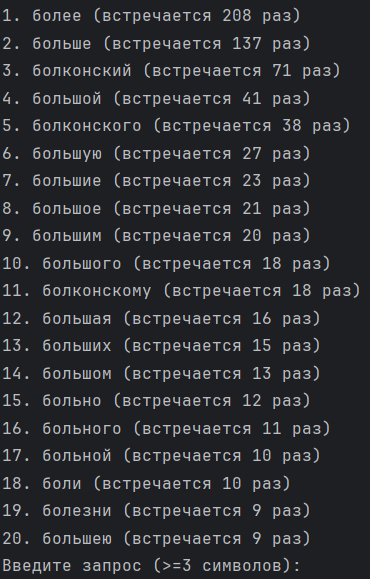 1. более (встречается 208 раз)
2. больше (встречается 137 раз)
3. болконский (встречается 71 раз)
4. большой (встречается 41 раз)
5. болконского (встречается 38 раз)
6. большую (встречается 27 раз)
7. большие (встречается 23 раз)
8. большое (встречается 21 раз)
9. большим (встречается 20 раз)
10. большого (встречается 18 раз)
11. болконскому (встречается 18 раз)
12. большая (встречается 16 раз)
13. больших (встречается 15 раз)
14. большом (встречается 13 раз)
15. больно (встречается 12 раз)
16. больного (встречается 11 раз)
17. больной (встречается 10 раз)
18. боли (встречается 10 раз)
19. болезни (встречается 9 раз)
20. большею (встречается 9 раз)
Введите запрос (>=3 символов):